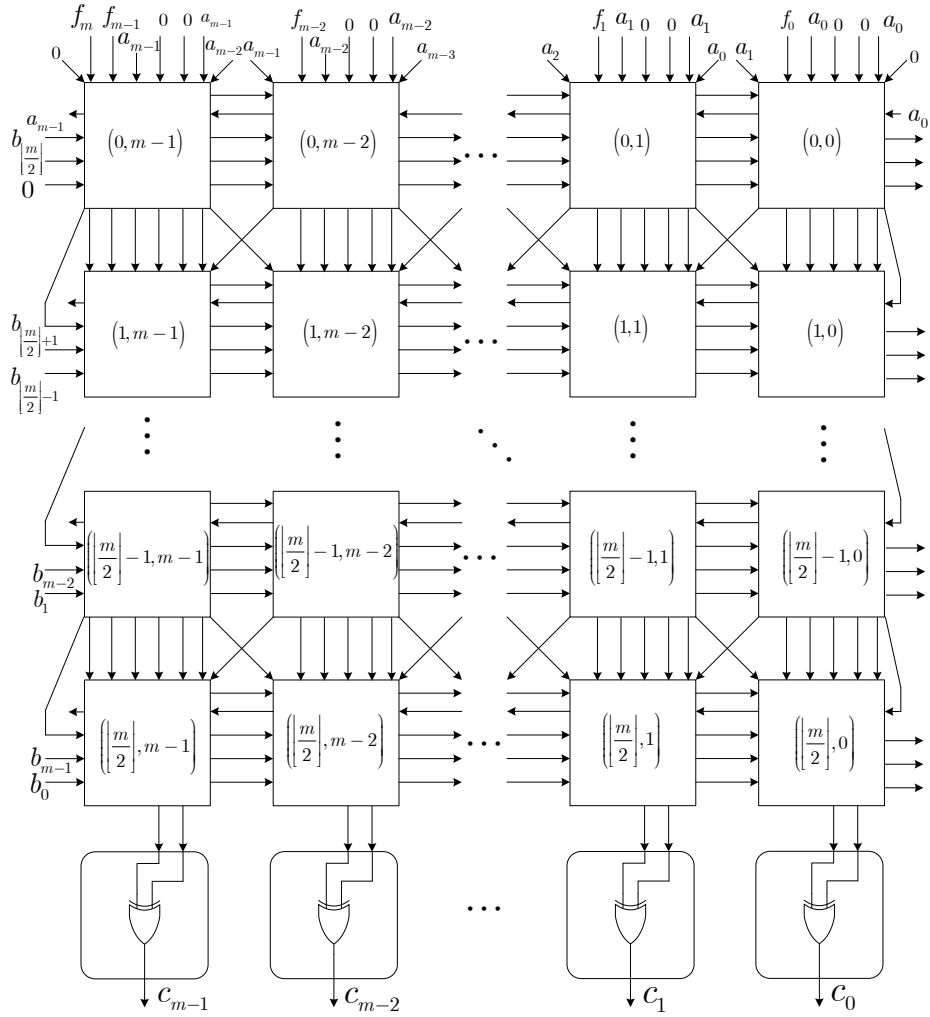 f_m f_{m−1} 0 0 a_{m−1} f_{m−2} 0 0 a_{m−2} f_1 a_1 0 0 a_1 f_0 a_0 0 0 a_0
0 a_{m−1} a_{m−2} a_{m−1} a_{m−2} a_{m−3} a_2 a_0 a_1 0
a_{m−1} a_0
b_{⌊m/2⌋} (0, m−1) (0, m−2) ... (0,1) (0,0)
0
b_{⌊m/2⌋+1} (1, m−1) (1, m−2) ... (1,1) (1,0)
b_{⌊m/2⌋−1}
(⌊m/2⌋−1, m−1) (⌊m/2⌋−1, m−2) ... (⌊m/2⌋−1, 1) (⌊m/2⌋−1, 0)
b_{m−2}
b_1
(⌊m/2⌋, m−1) (⌊m/2⌋, m−2) ... (⌊m/2⌋, 1) (⌊m/2⌋, 0)
b_{m−1}
b_0
...
c_{m−1} c_{m−2} c_1 c_0